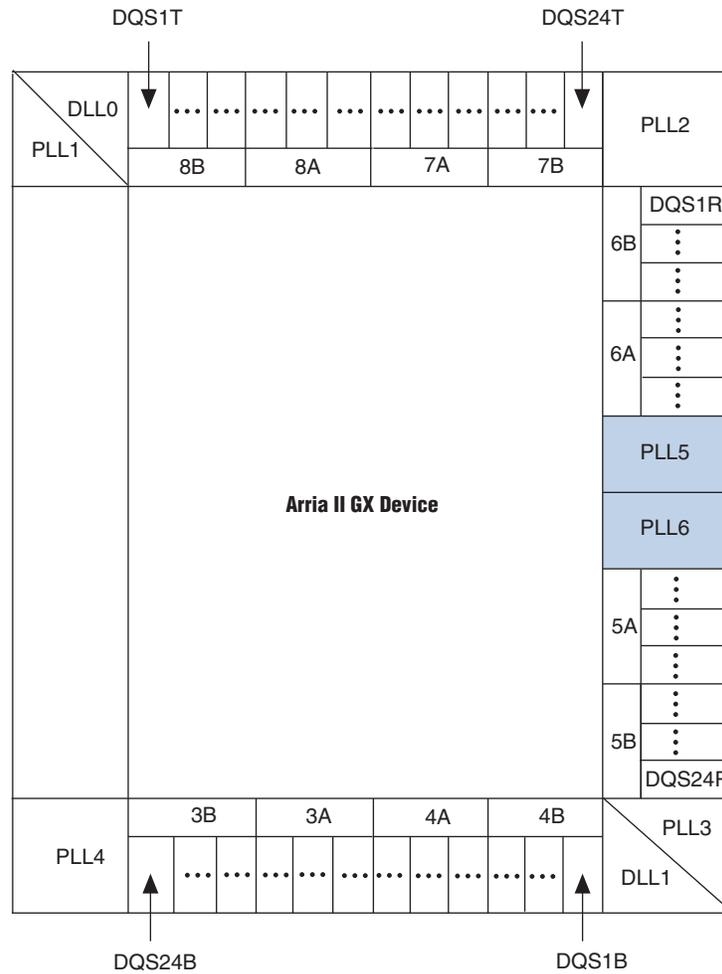 DQS1T DQS24T
DLL0
PLL1
PLL2
8B 8A 7A 7B
DQS1R
6B
6A
PLL5
Arria II GX Device
PLL6
5A
5B
DQS24R
3B 3A 4A 4B
PLL3
PLL4
DLL1
DQS24B DQS1B